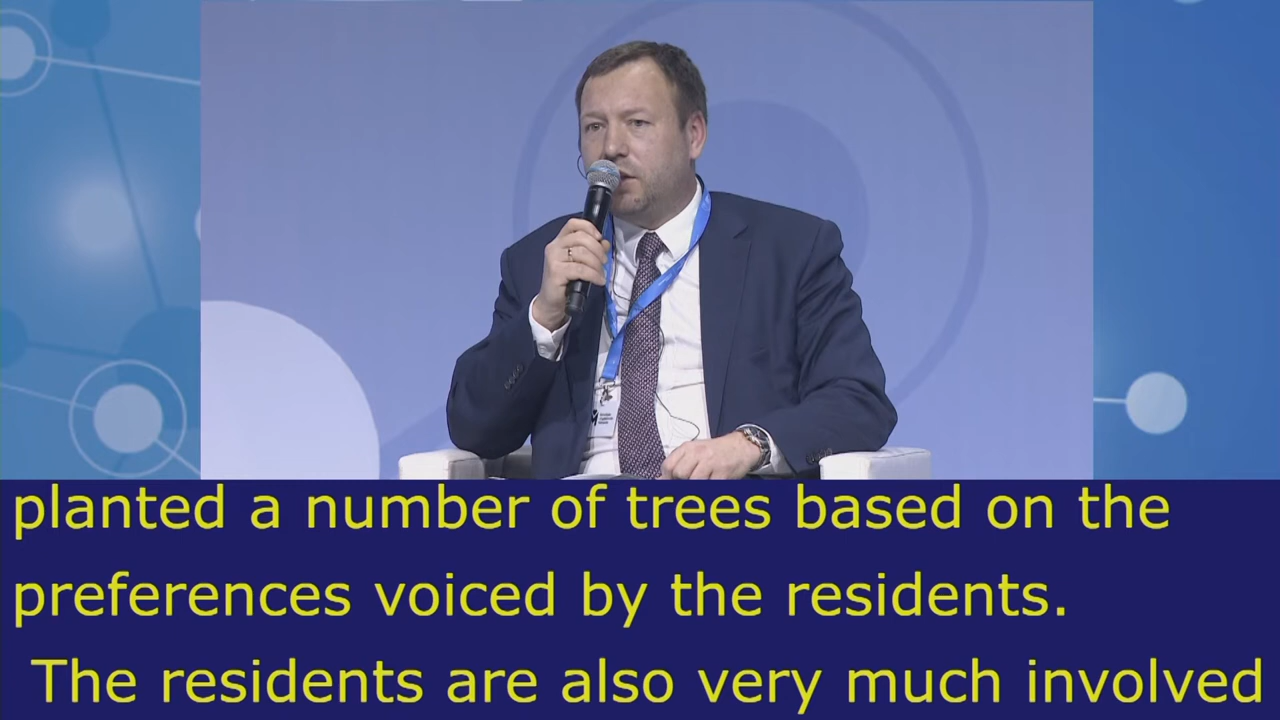 planted a number of trees based on the
preferences voiced by the residents.
The residents are also very much involved